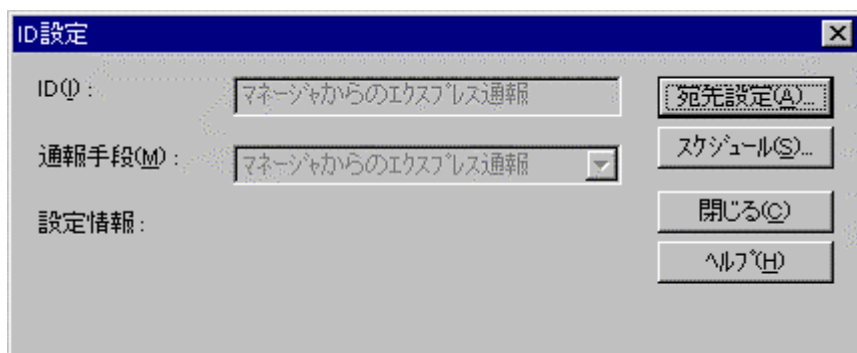 ID設定
ID(I) :
マネージャからのエクスプレス通報
宛先設定(A)...
通報手段(M) :
マネージャからのエクスプレス通報
スケジュール(S)...
設定情報 :
閉じる(C)
ヘルプ(H)